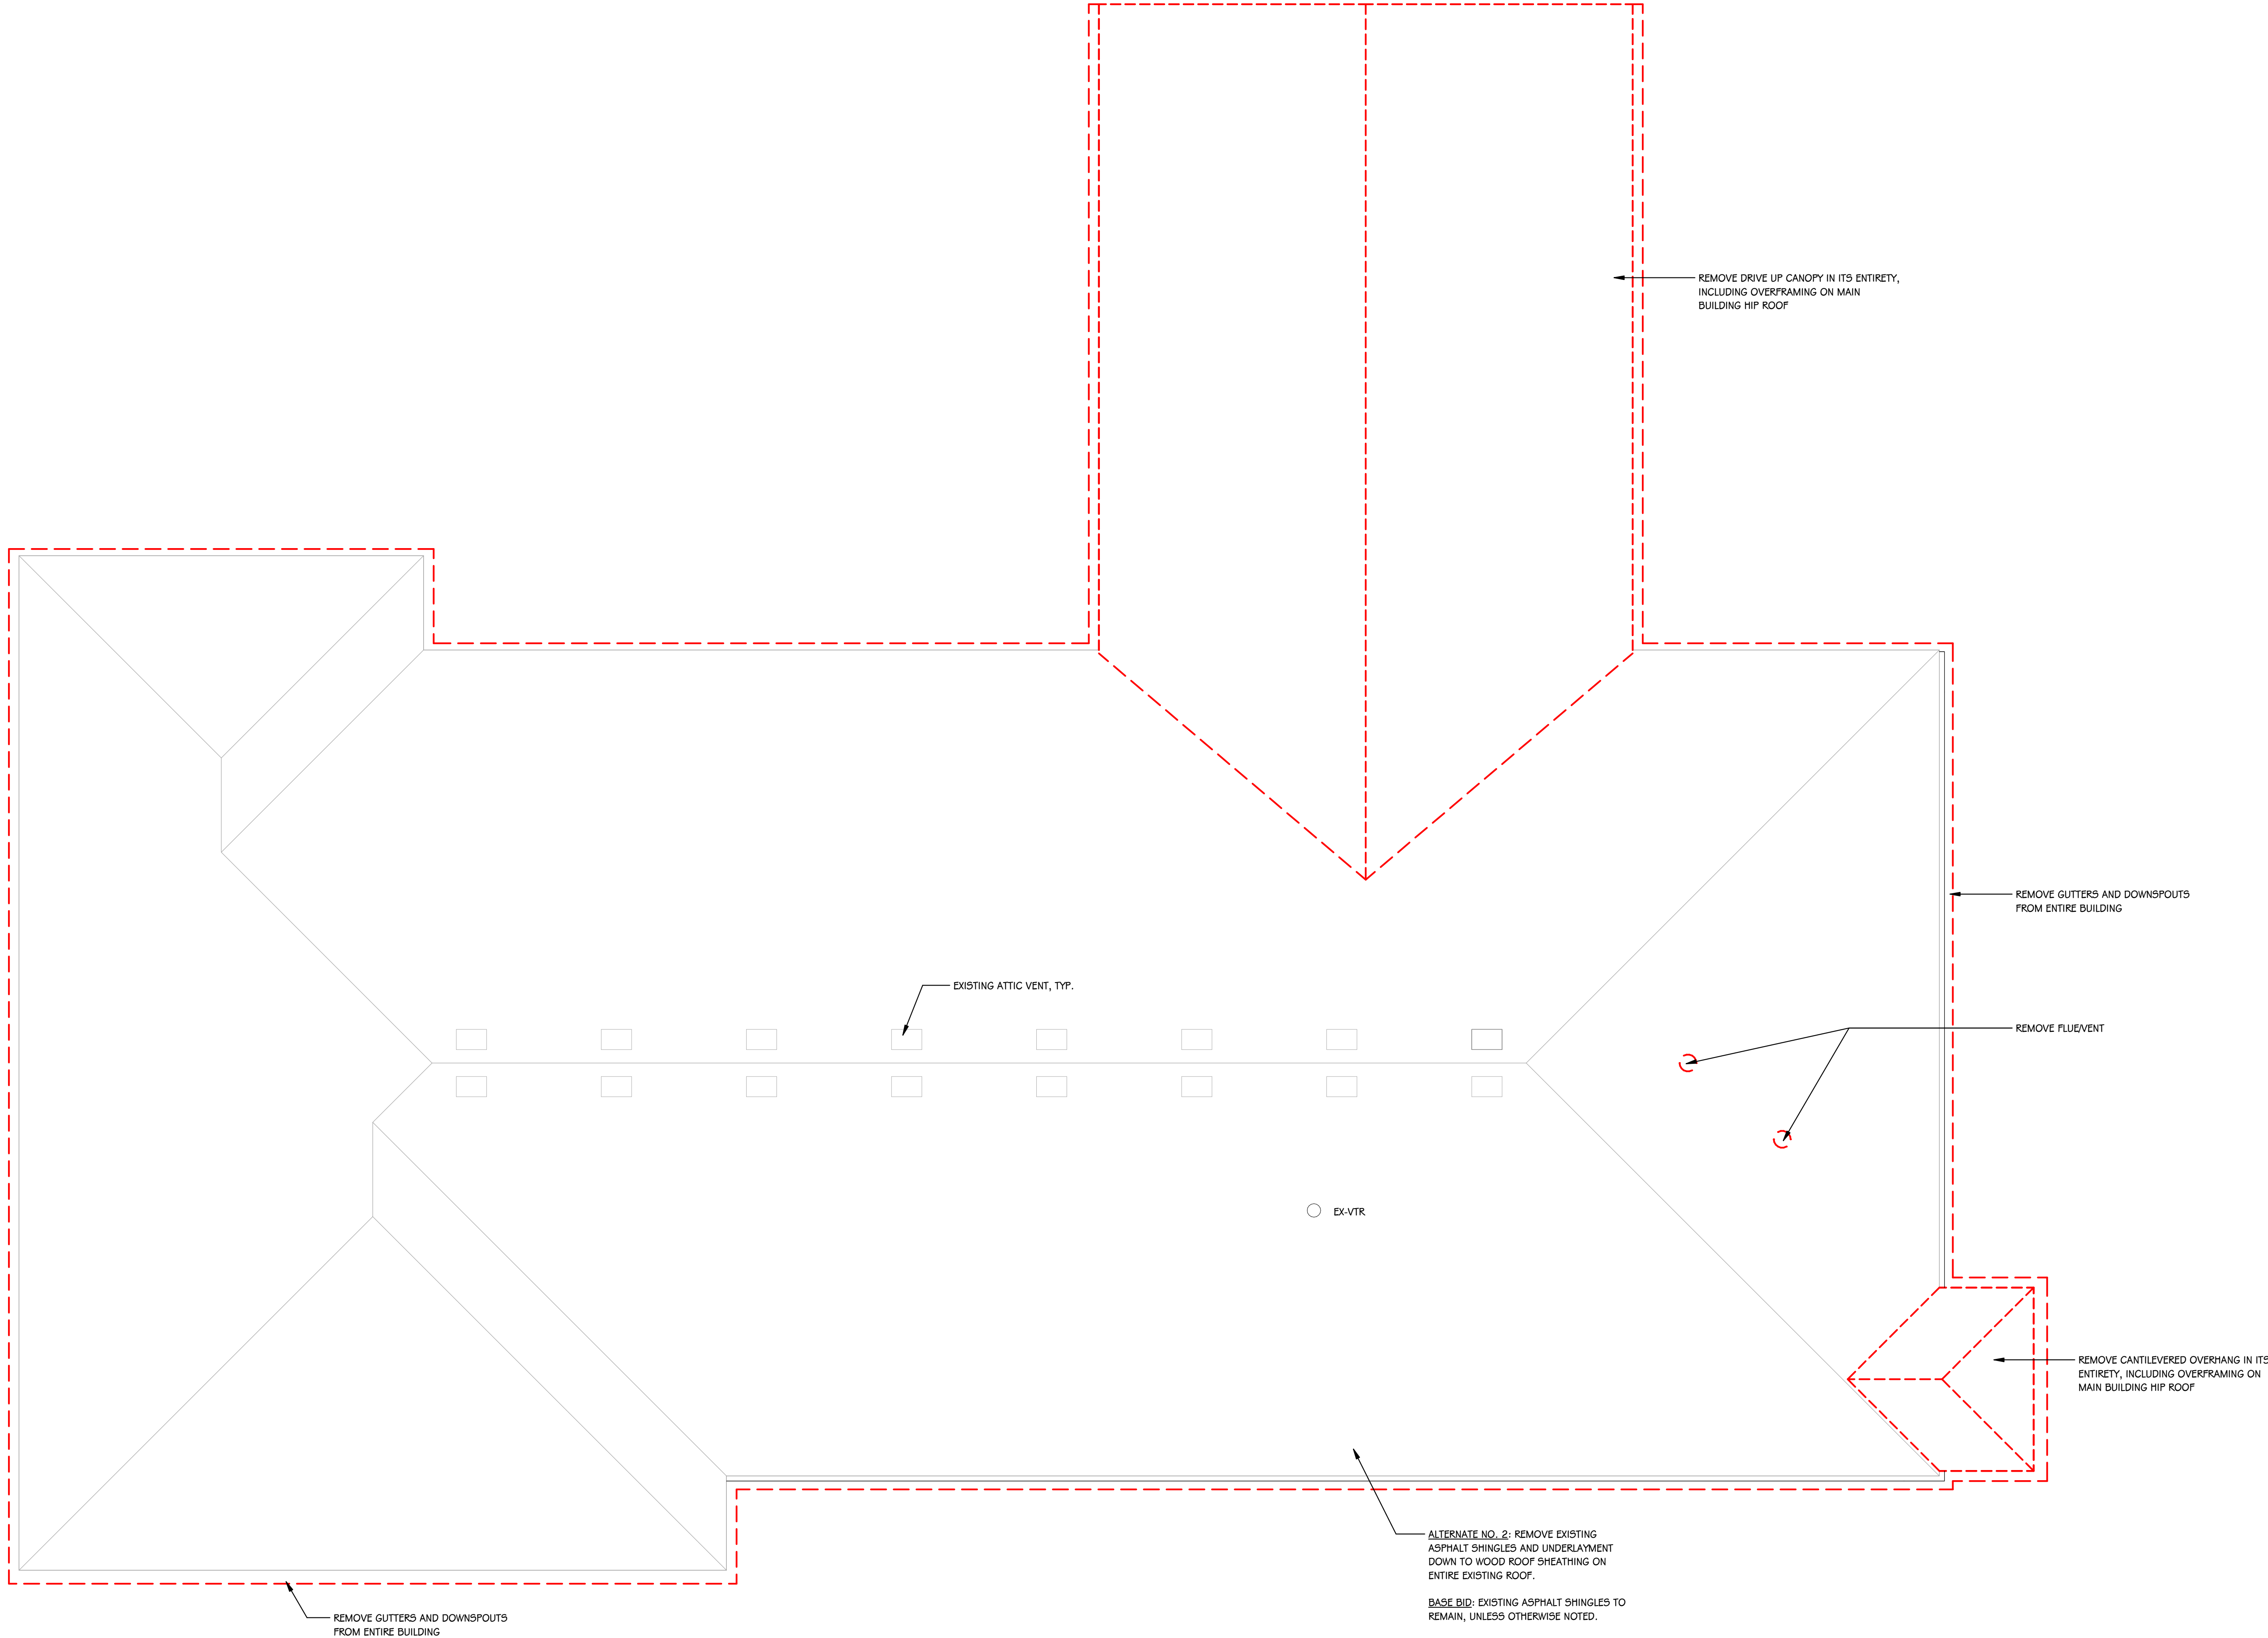 REMOVE DRIVE UP CANOPY IN ITS ENTIRETY,
INCLUDING OVERFRAMING ON MAIN
BUILDING HIP ROOF
REMOVE GUTTERS AND DOWNSPOUTS
FROM ENTIRE BUILDING
EXISTING ATTIC VENT, TYP.
REMOVE FLUE/VENT
EX-VTR
REMOVE CANTILEVERED OVERHANG IN ITS
ENTIRETY, INCLUDING OVERFRAMING ON
MAIN BUILDING HIP ROOF
ALTERNATE NO. 2: REMOVE EXISTING
ASPHALT SHINGLES AND UNDERLAYMENT
DOWN TO WOOD ROOF SHEATHING ON
ENTIRE EXISTING ROOF.
BASE BID: EXISTING ASPHALT SHINGLES TO
REMAIN, UNLESS OTHERWISE NOTED.
REMOVE GUTTERS AND DOWNSPOUTS
FROM ENTIRE BUILDING